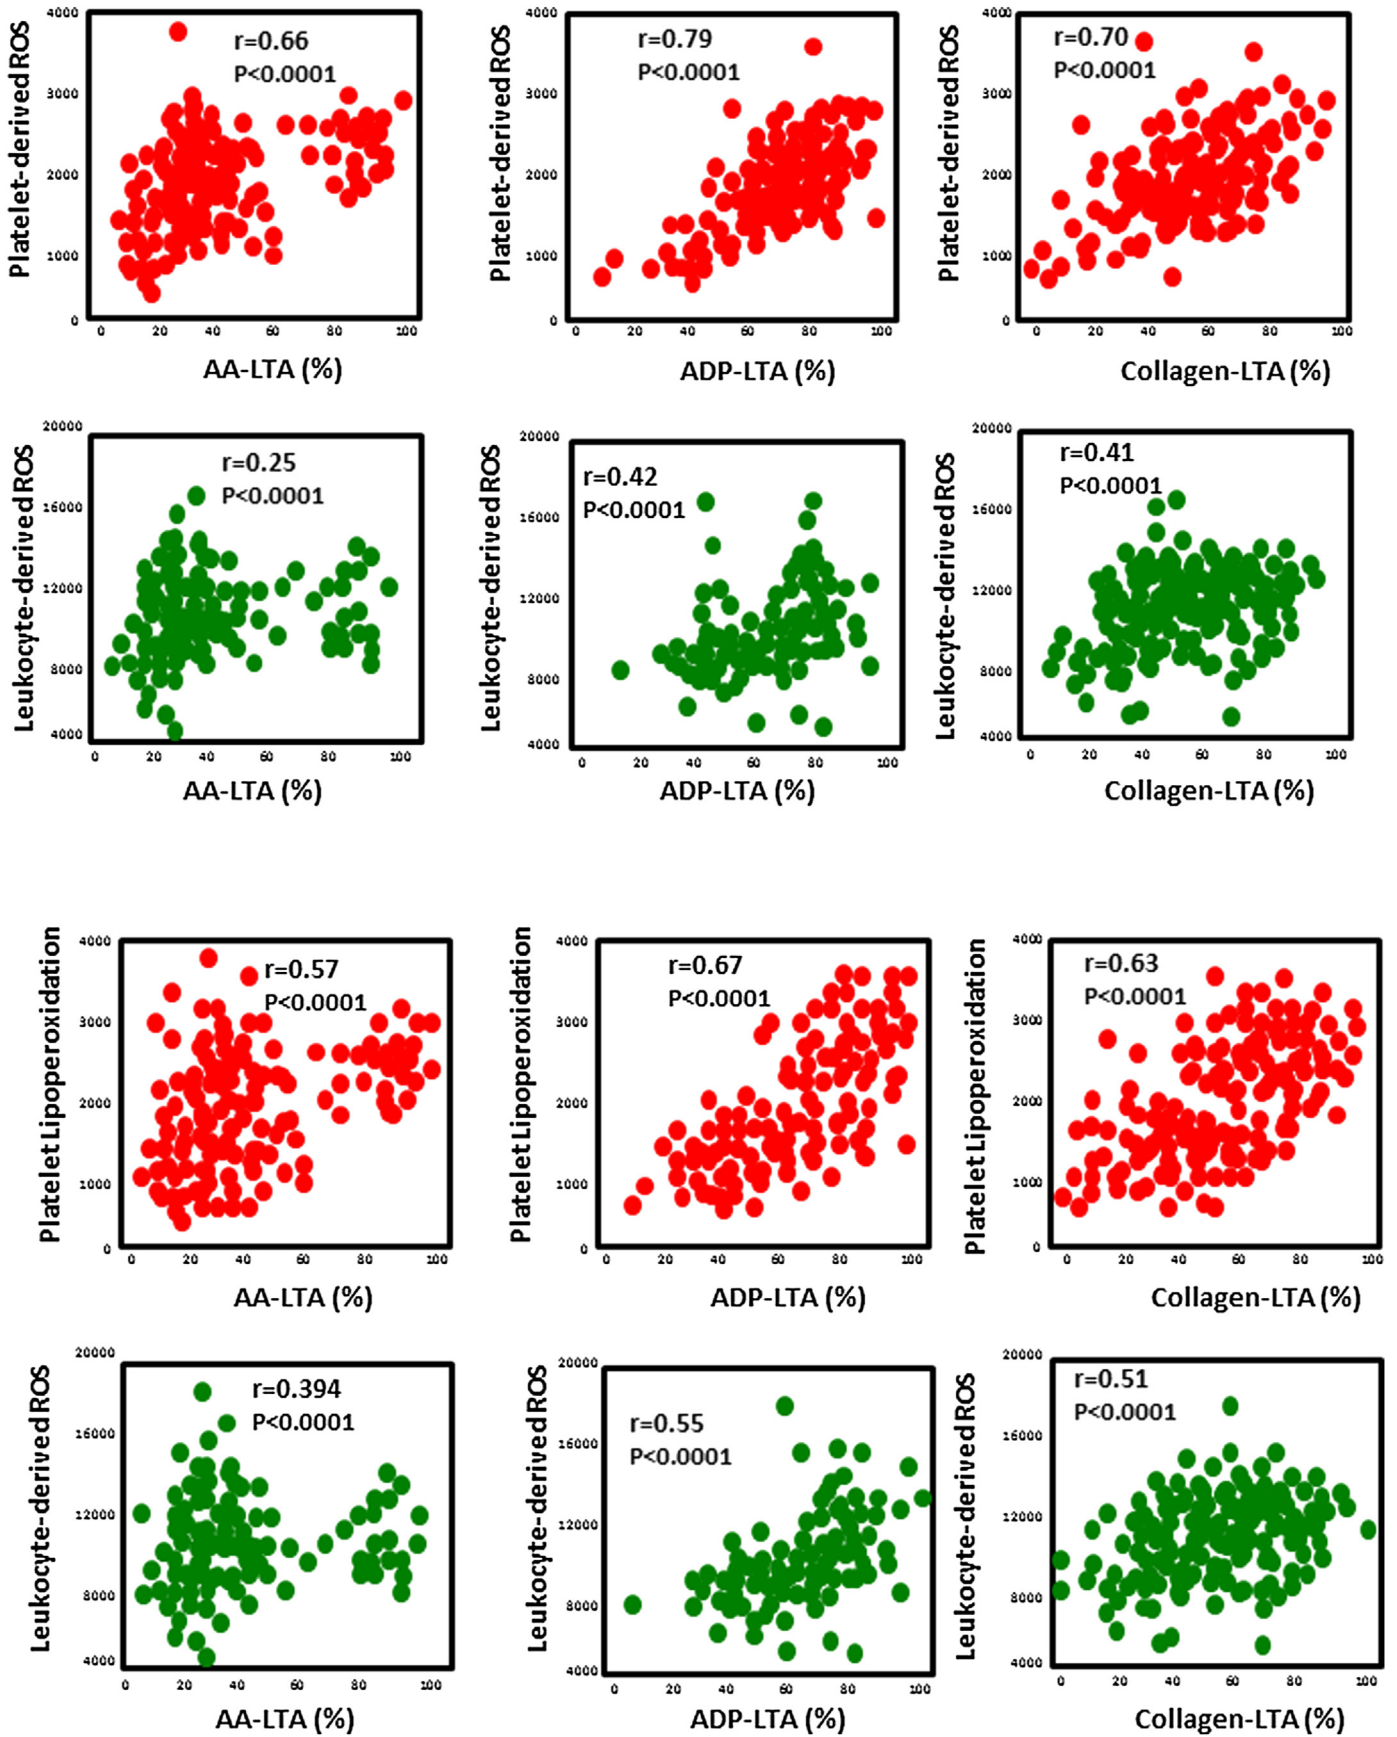 Platelet-derived ROS
4000
3000
2000
1000
0
r=0.66
P<0.0001
0 20 40 60 80 100
AA-LTA (%)
Platelet-derived ROS
4000
3000
2000
1000
0
r=0.79
P<0.0001
0 20 40 60 80 100
ADP-LTA (%)
Platelet-derived ROS
4000
3000
2000
1000
0
r=0.70
P<0.0001
0 20 40 60 80 100
Collagen-LTA (%)
Leukocyte-derived ROS
20000
16000
12000
8000
4000
r=0.25
P<0.0001
0 20 40 60 80 100
AA-LTA (%)
Leukocyte-derived ROS
20000
16000
12000
8000
4000
r=0.42
P<0.0001
0 20 40 60 80 100
ADP-LTA (%)
Leukocyte-derived ROS
20000
16000
12000
8000
4000
r=0.41
P<0.0001
0 20 40 60 80 100
Collagen-LTA (%)
Platelet Lipoperoxidation
4000
3000
2000
1000
0
r=0.57
P<0.0001
0 20 40 60 80 100
AA-LTA (%)
Platelet Lipoperoxidation
4000
3000
2000
1000
0
r=0.67
P<0.0001
0 20 40 60 80 100
ADP-LTA (%)
Platelet Lipoperoxidation
4000
3000
2000
1000
0
r=0.63
P<0.0001
0 20 40 60 80 100
Collagen-LTA (%)
Leukocyte-derived ROS
20000
16000
12000
8000
4000
r=0.394
P<0.0001
0 20 40 60 80 100
AA-LTA (%)
Leukocyte-derived ROS
20000
16000
12000
8000
4000
r=0.55
P<0.0001
0 20 40 60 80 100
ADP-LTA (%)
Leukocyte-derived ROS
20000
16000
12000
8000
4000
r=0.51
P<0.0001
0 20 40 60 80 100
Collagen-LTA (%)